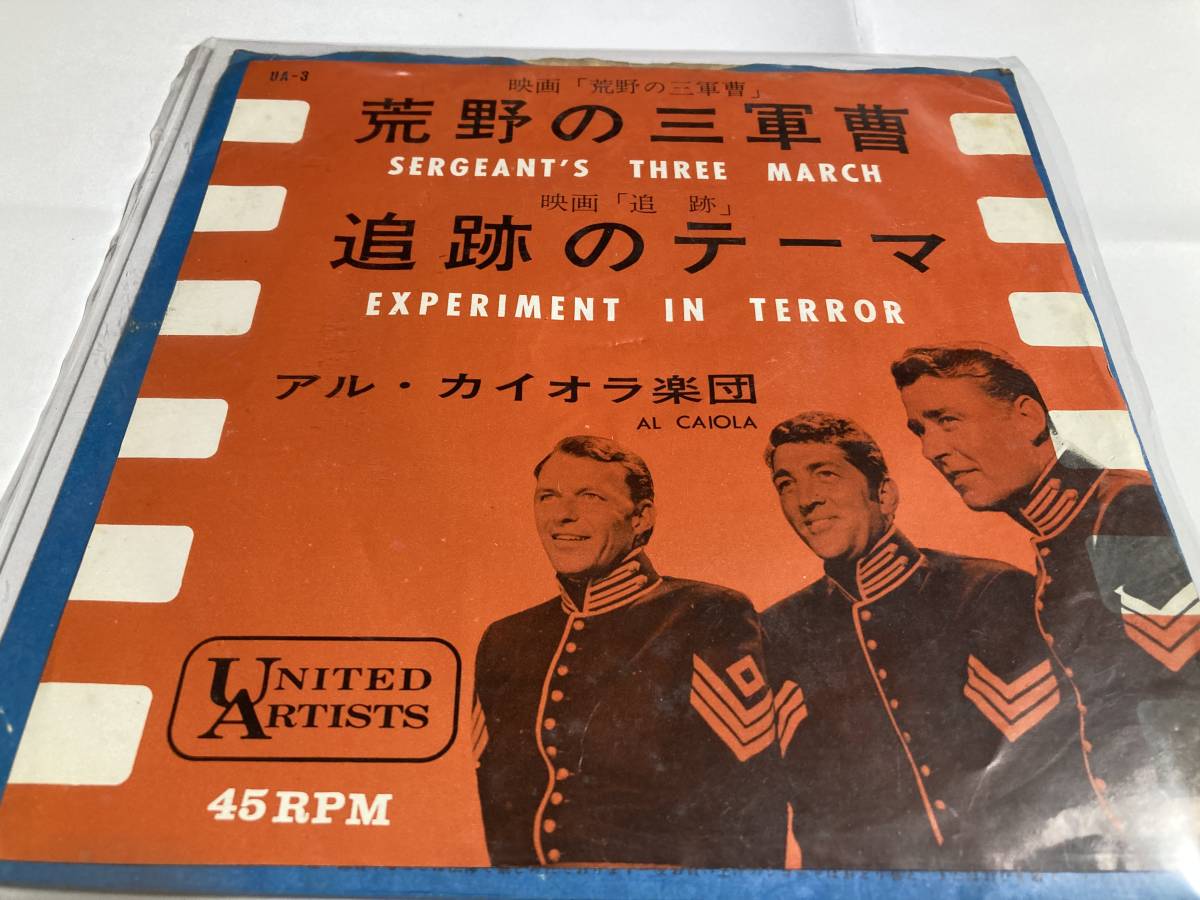 UA-3
映画「荒野の三軍曹」
荒野の三軍曹
SERGEANT'S THREE MARCH
映画「追 跡」
追跡のテーマ
EXPERIMENT IN TERROR
アル・カイオラ楽団
AL CAIOLA
UNITED
ARTISTS
45 RPM